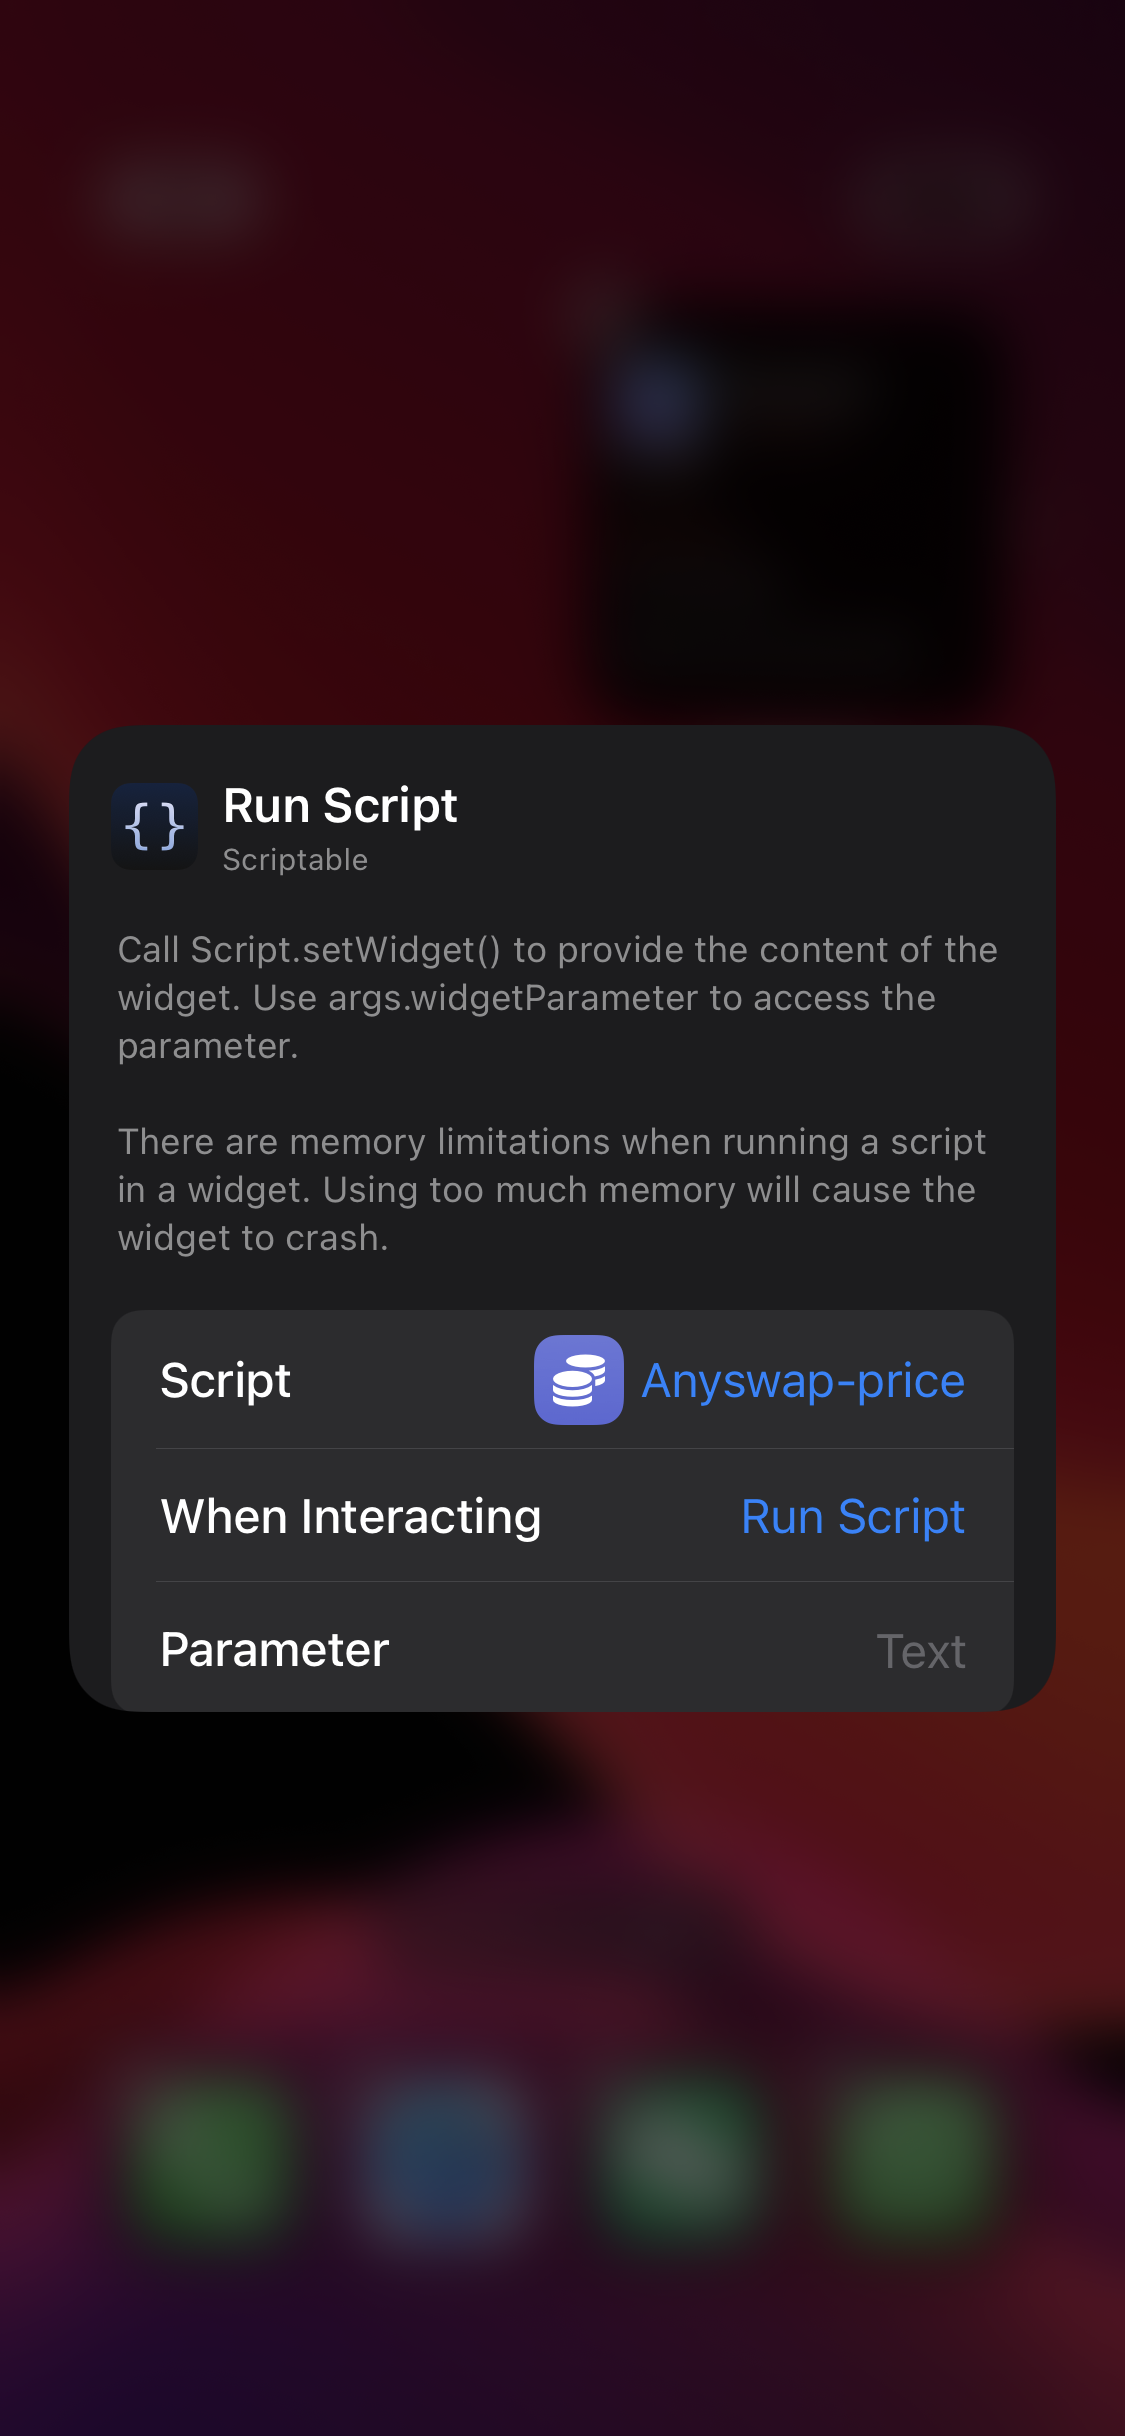 {}
Run Script
Scriptable
Call Script.setWidget() to provide the content of the
widget. Use args.widgetParameter to access the
parameter.
There are memory limitations when running a script
in a widget. Using too much memory will cause the
widget to crash.
Script Anyswap-price
When Interacting Run Script
Parameter Text